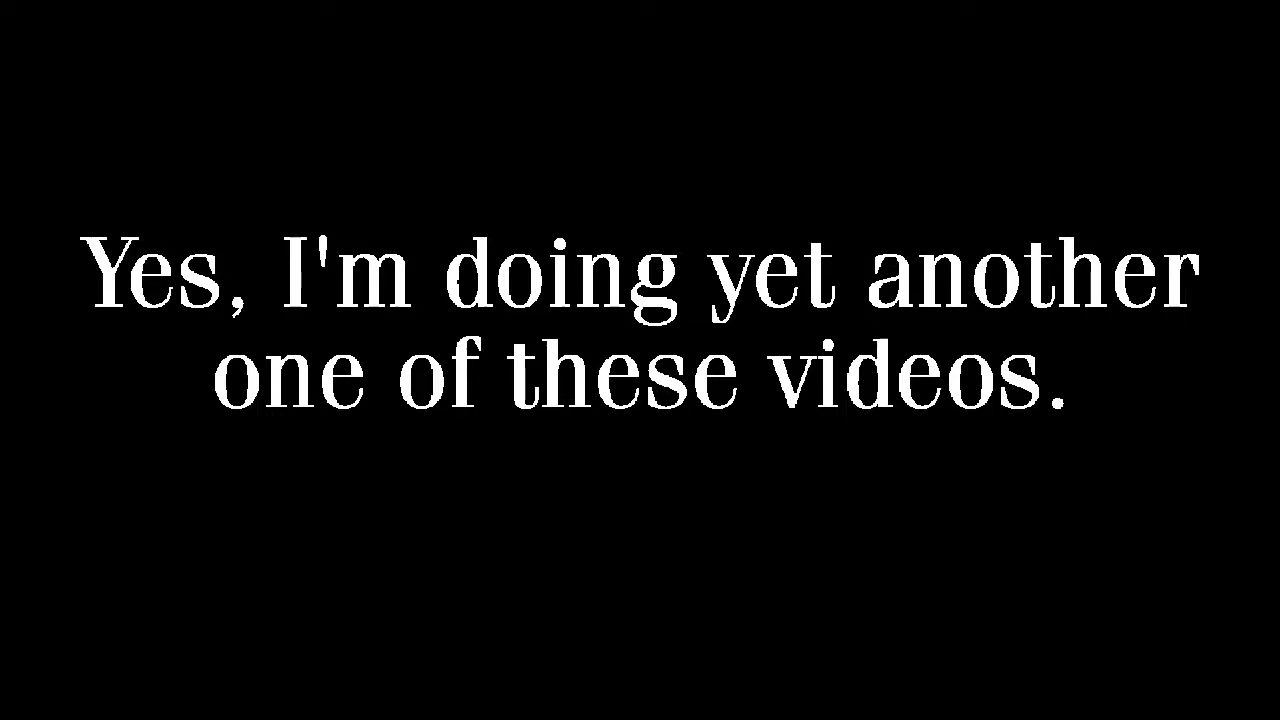 Yes, I'm doing yet another
one of these videos.